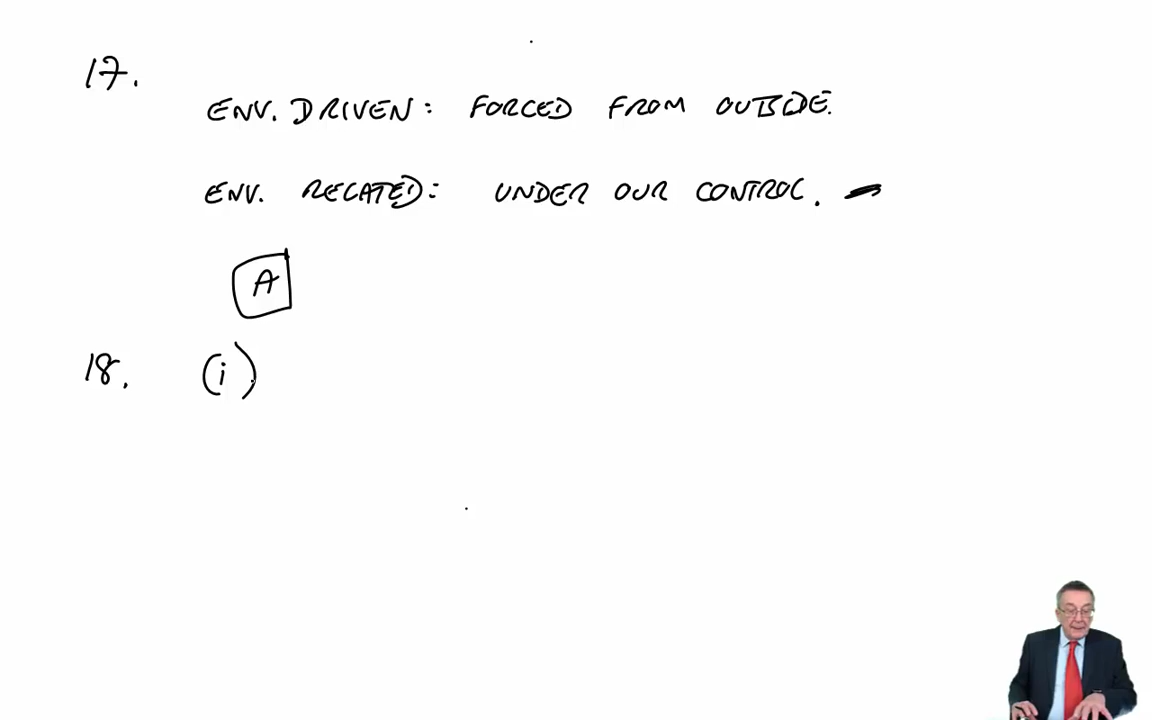 17.
ENV. DRIVEN: FORCED FROM OUTSIDE.
ENV. RELATED: UNDER OUR CONTROL.
A
18. (i)